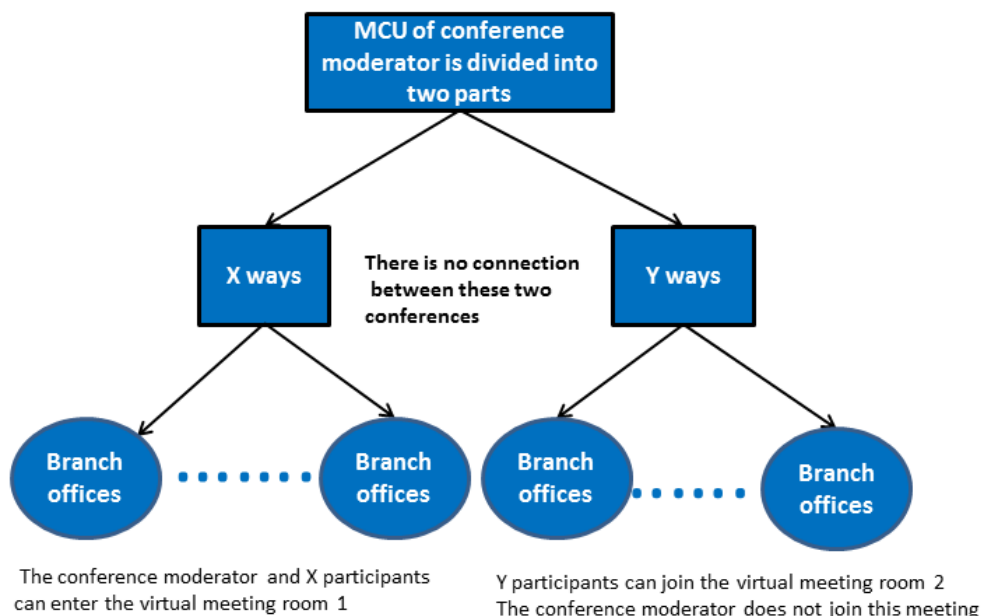 MCU of conference
moderator is divided into
two parts
X ways
There is no connection
between these two
conferences
Y ways
Branch
offices
Branch
offices
Branch
offices
Branch
offices
The conference moderator and X participants
can enter the virtual meeting room 1
Y participants can join the virtual meeting room 2
The conference moderator does not join this meeting